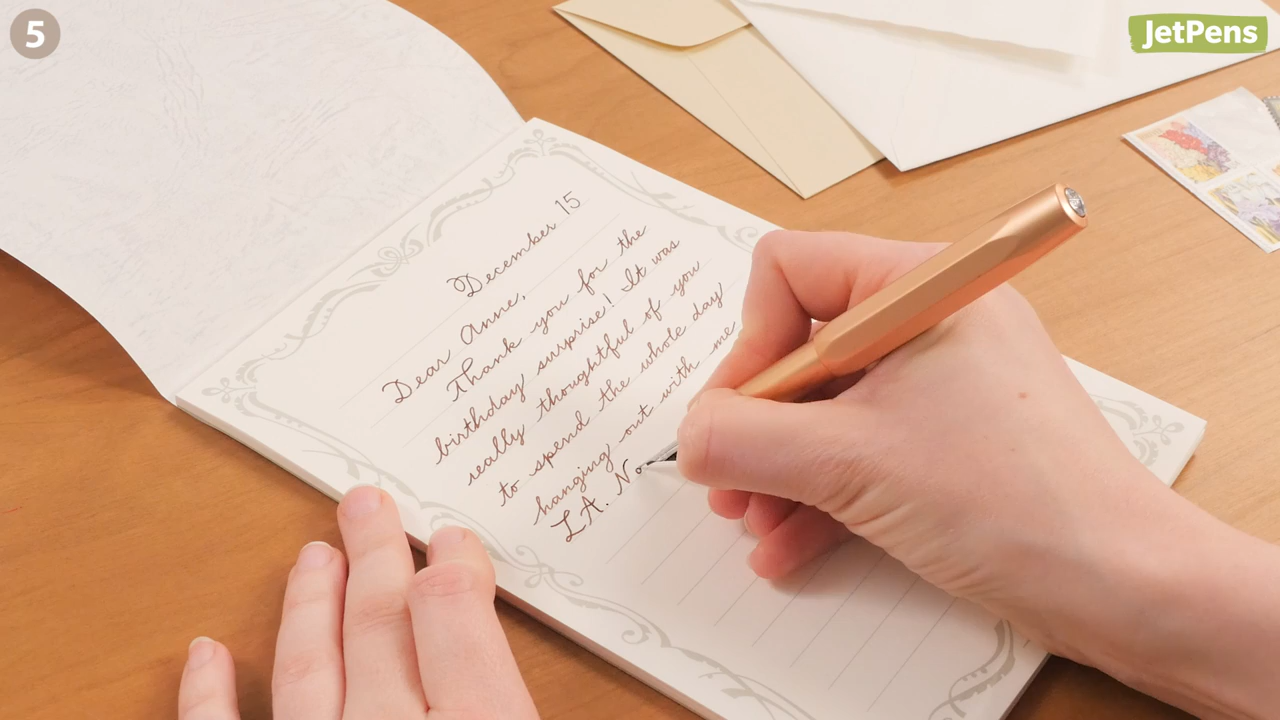 5
JetPens
December 15
Dear Anne,
Thank you for the
birthday surprise! It was
really thoughtful of you
to spend the whole day
hanging out with me
LA. No